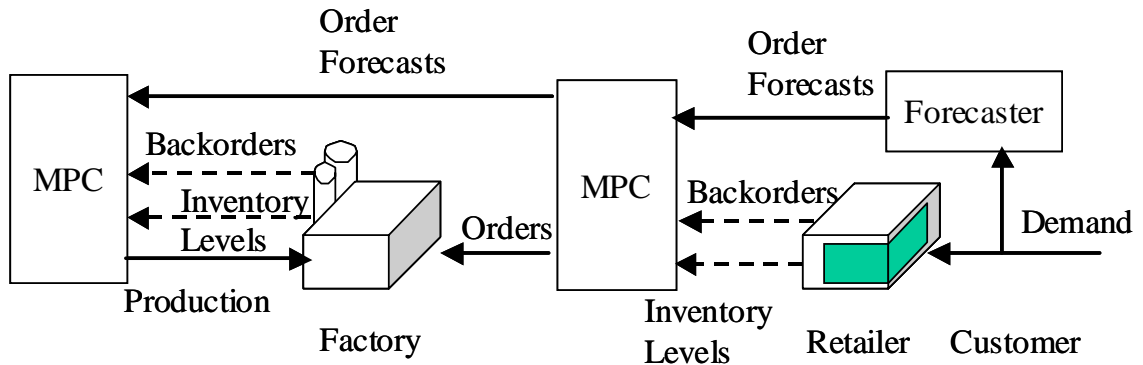 Order
Forecasts
Order
Forecasts
Forecaster
MPC
Backorders
Inventory
Levels
Production
Factory
Orders
MPC
Backorders
Inventory
Levels
Retailer
Demand
Customer